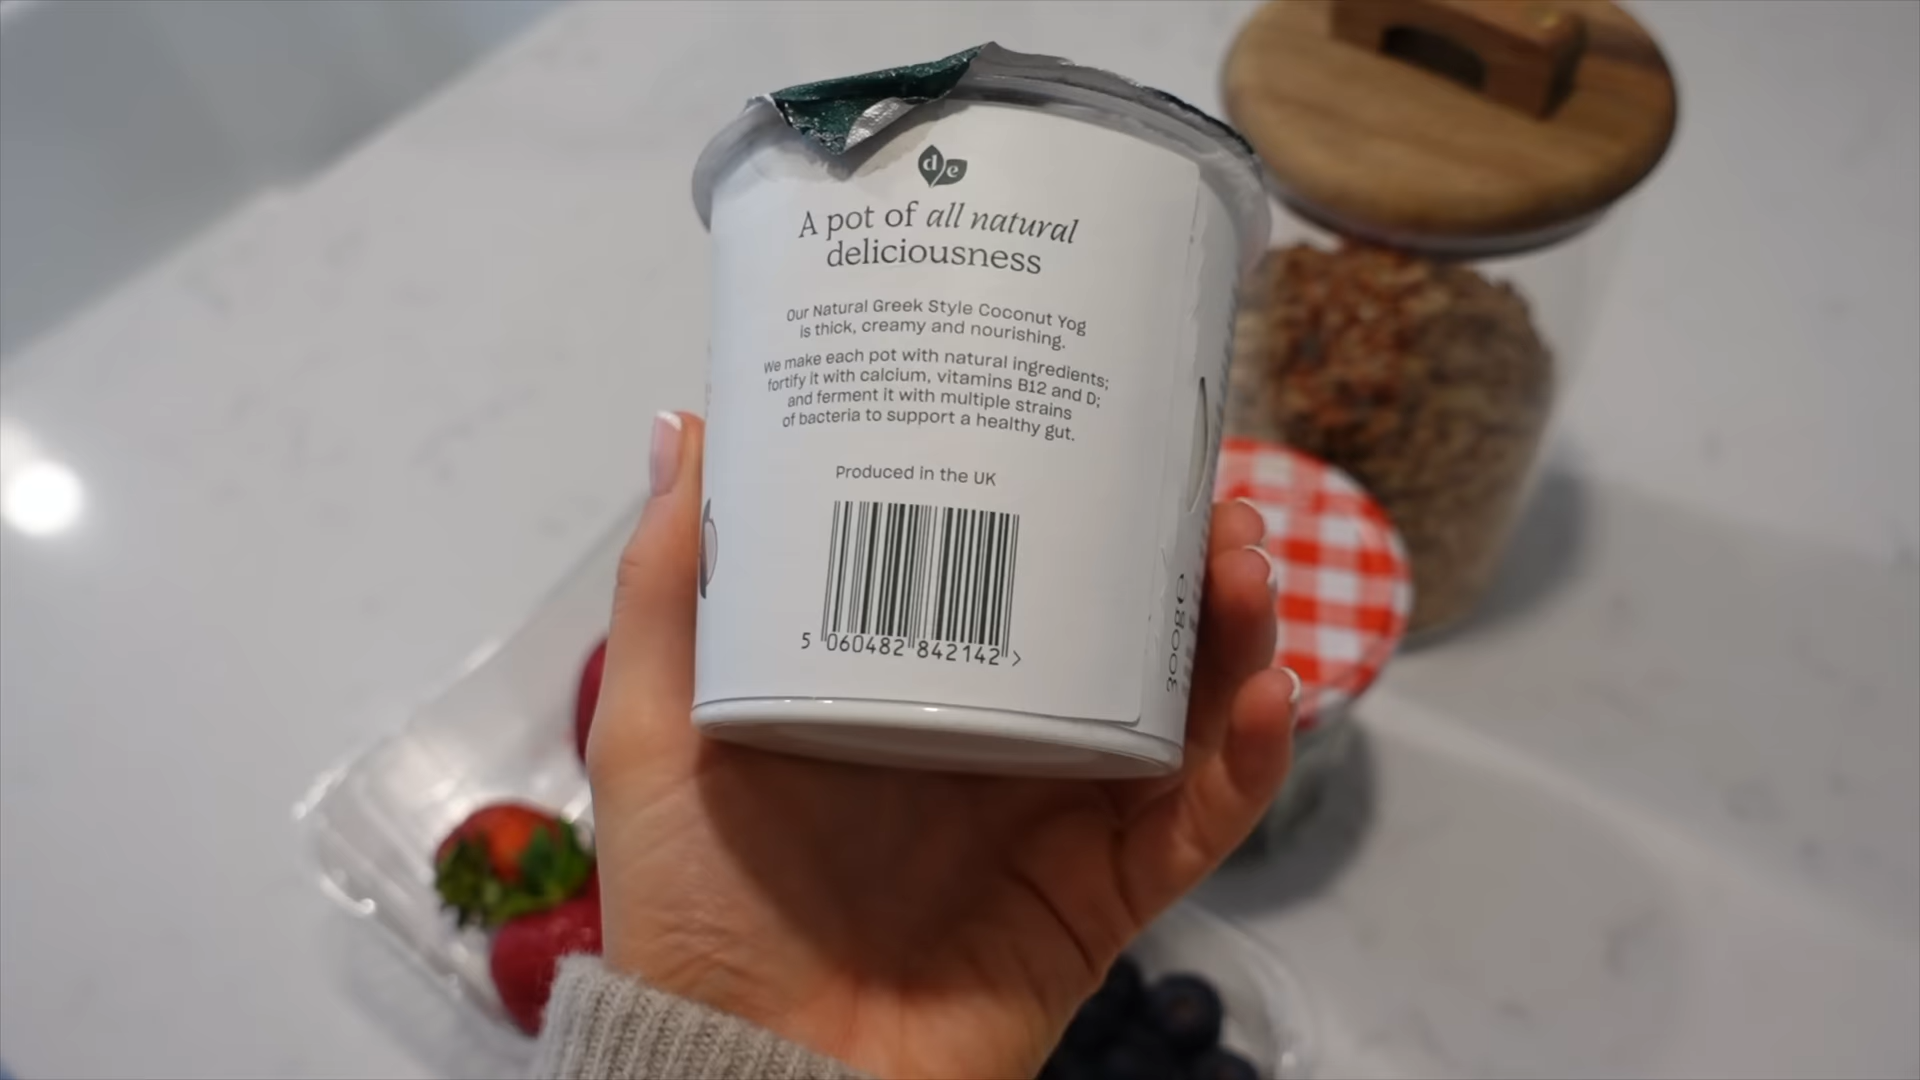 d e
A pot of all natural
deliciousness
Our Natural Greek Style Coconut Yog
is thick, creamy and nourishing.
We make each pot with natural ingredients;
fortify it with calcium, vitamins B12 and D;
and ferment it with multiple strains
of bacteria to support a healthy gut.
Produced in the UK
5 060482 842142 >
300g e